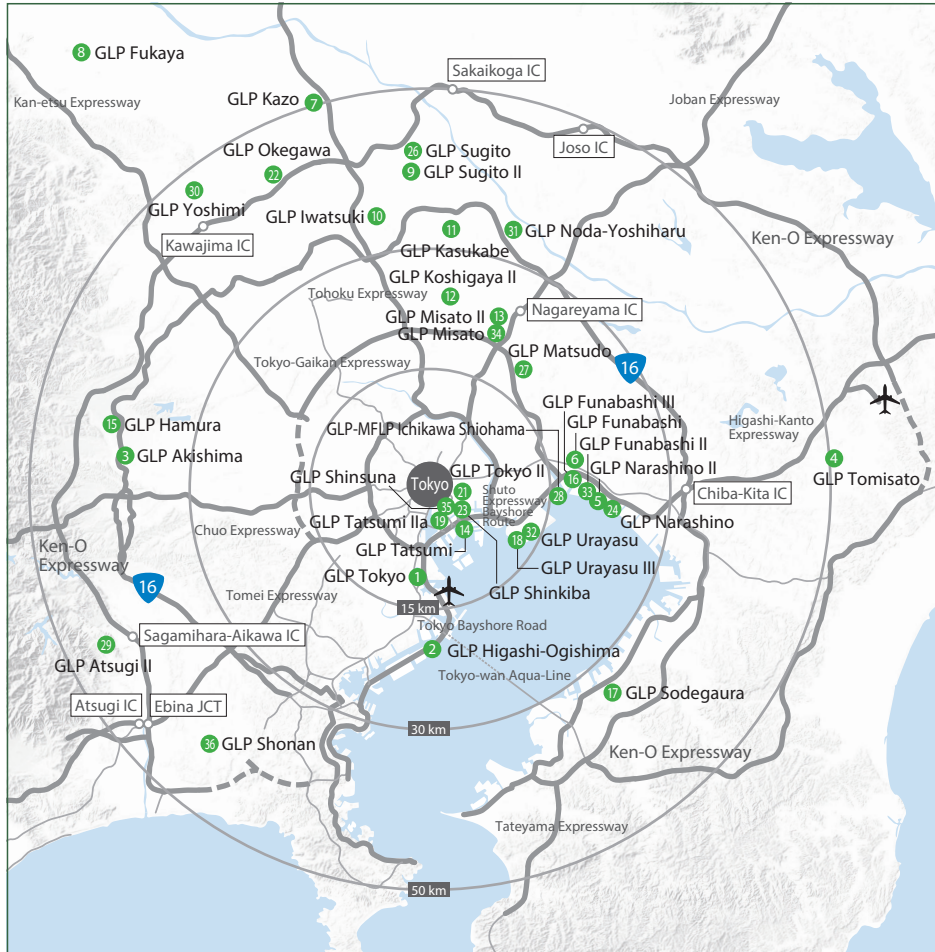 8 GLP Fukaya
Sakaikoga IC
Kan-etsu Expressway
GLP Kazo 7
Joban Expressway
Joso IC
GLP Okegawa
22
26 GLP Sugito
9 GLP Sugito II
30
GLP Yoshimi
GLP Iwatsuki 10
11
GLP Kasukabe
31 GLP Noda-Yoshiharu
Kawajima IC
Ken-O Expressway
GLP Koshigaya II
Tohoku Expressway
12
Nagareyama IC
GLP Misato II 13
GLP Misato 34
GLP Matsudo
27
16
Tokyo-Gaikan Expressway
GLP Funabashi III
GLP Funabashi
GLP Funabashi II
15 GLP Hamura
GLP-MFLP Ichikawa Shiohama
Higashi-Kanto
Expressway
3 GLP Akishima
6
4
GLP Tomisato
GLP Shinsuna
Tokyo
GLP Tokyo II
GLP Narashino II
16
28
33
5
24
GLP Narashino
Chiba-Kita IC
21
Shuto
Expressway
Bayshore
Route
35
23
GLP Tatsumi IIa 19
14
GLP Tatsumi
32 GLP Urayasu
18
GLP Urayasu III
GLP Shinkiba
Chuo Expressway
Ken-O
Expressway
16
GLP Tokyo 1
Tomei Expressway
15 km
Tokyo Bayshore Road
Sagamihara-Aikawa IC
29
GLP Atsugi II
2 GLP Higashi-Ogishima
Tokyo-wan Aqua-Line
17 GLP Sodegaura
Atsugi IC
Ebina JCT
36 GLP Shonan
30 km
Ken-O Expressway
Tateyama Expressway
50 km